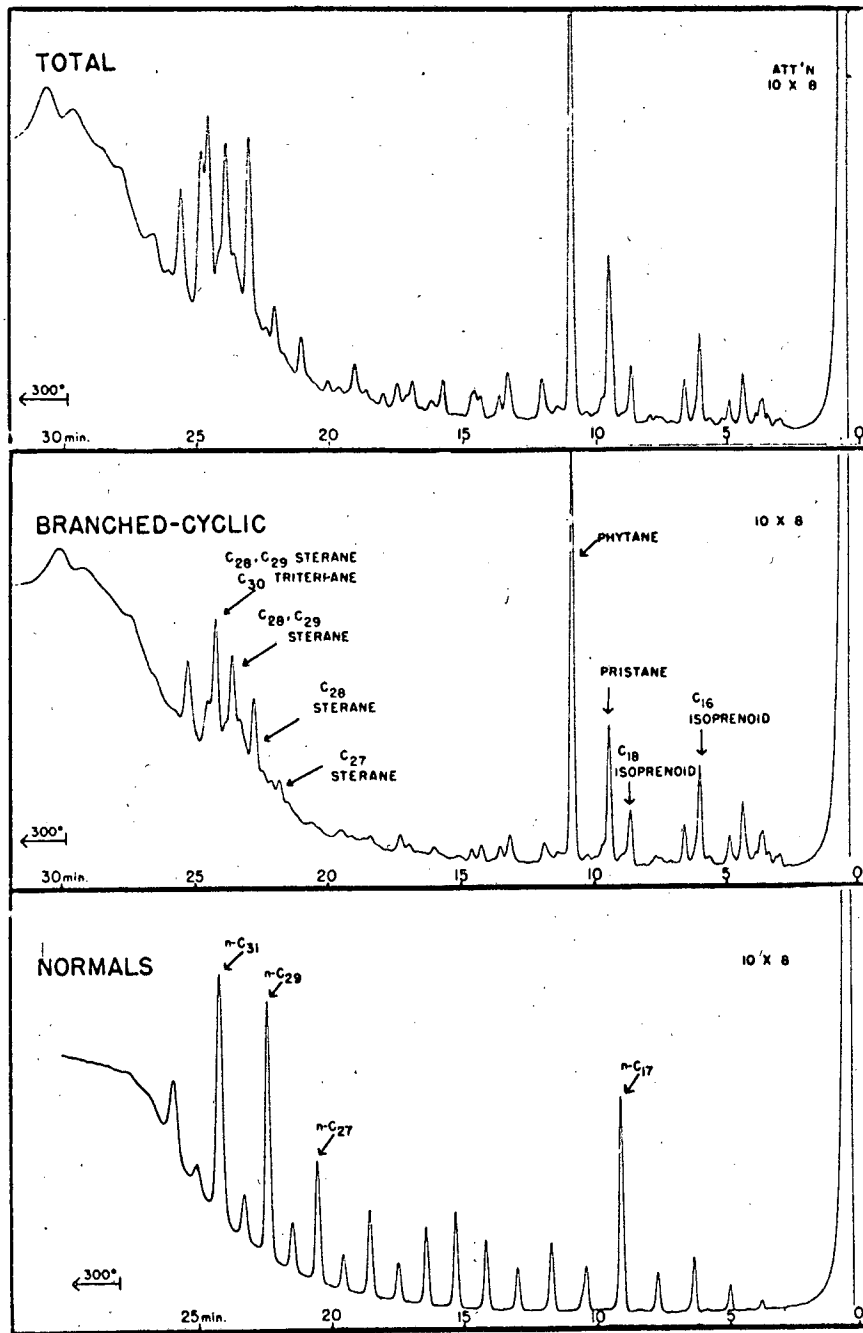 TOTAL
ATT'N
10 X 8
300°
30 min.
25
20
15
10
5
0
BRANCHED-CYCLIC
10 X 8
C28, C29 STERANE
C30 TRITERPANE
C28, C29
STERANE
C28
STERANE
C27
STERANE
PHYTANE
PRISTANE
C18
ISOPRENOID
C16
ISOPRENOID
300°
30 min.
25
20
15
10
5
0
NORMALS
10 X 8
n-C31
n-C29
n-C27
n-C17
300°
25 min
20
15
10
5
0